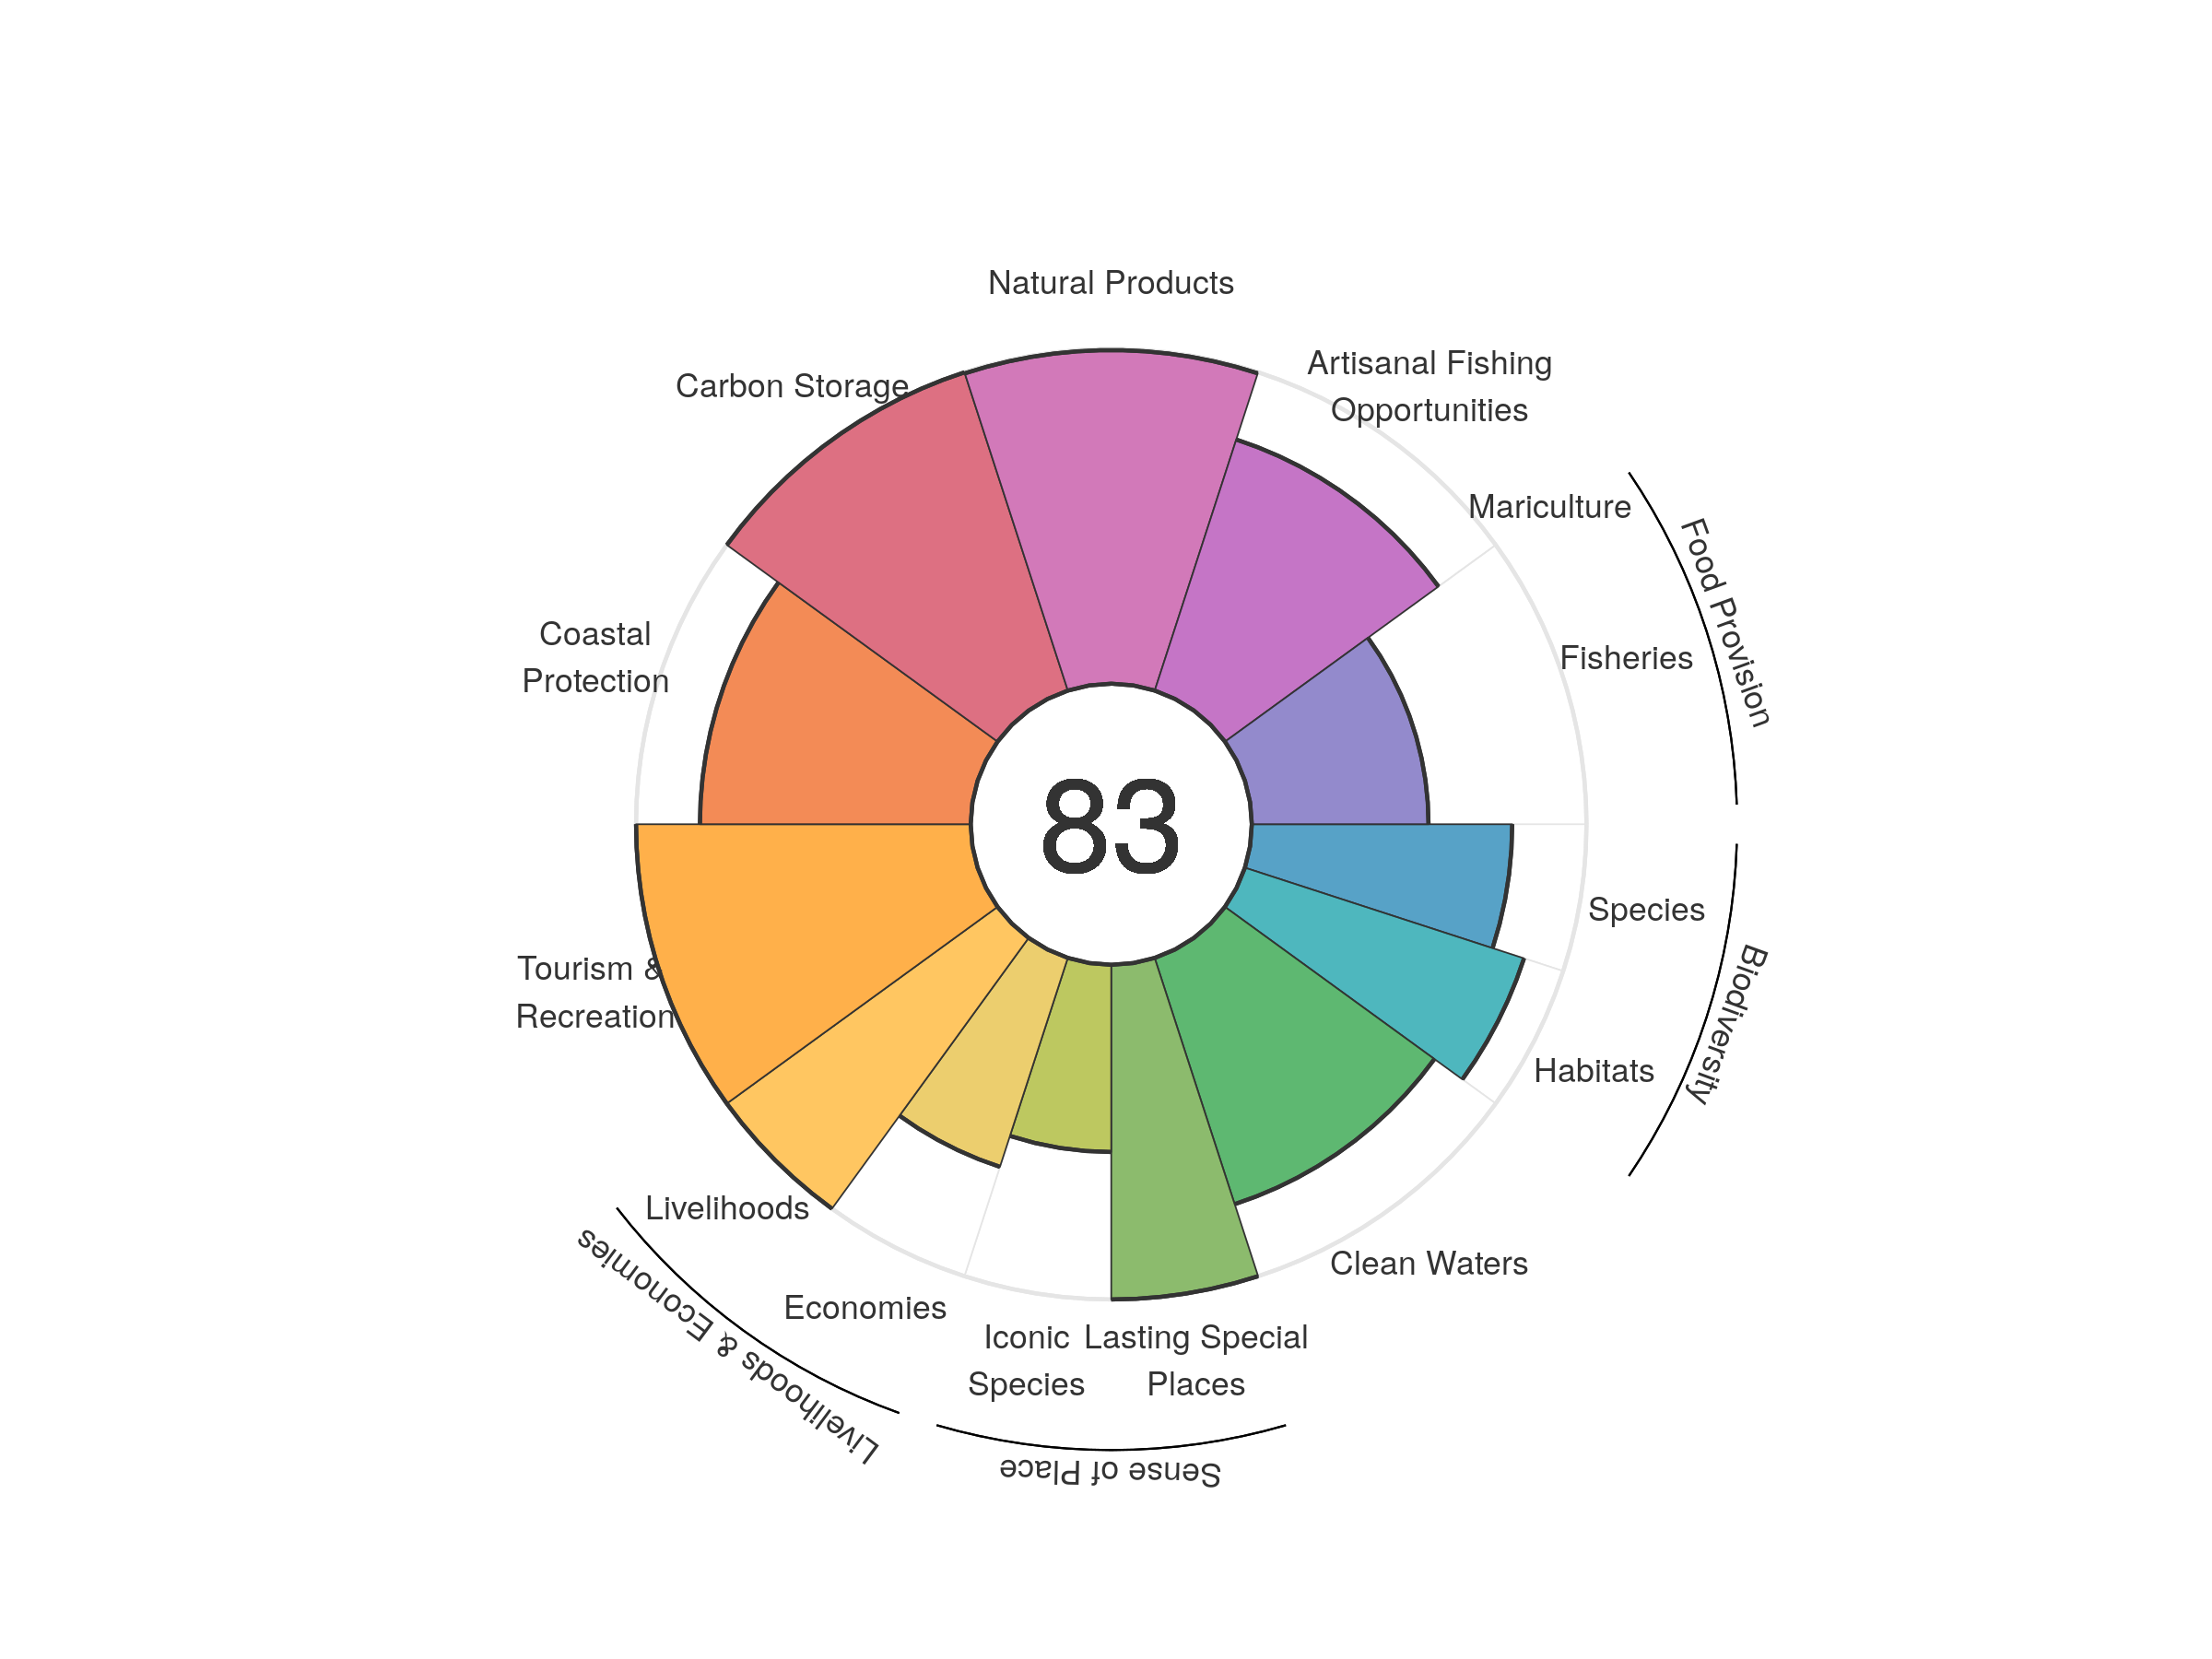 Natural Products
Artisanal Fishing
Opportunities
Carbon Storage
Mariculture
Food Provision
Fisheries
Coastal
Protection
83
Species
Biodiversity
Tourism &
Recreation
Habitats
Livelihoods
Clean Waters
Livelihoods & Economies
Economies
Iconic
Species
Lasting Special
Places
Sense of Place